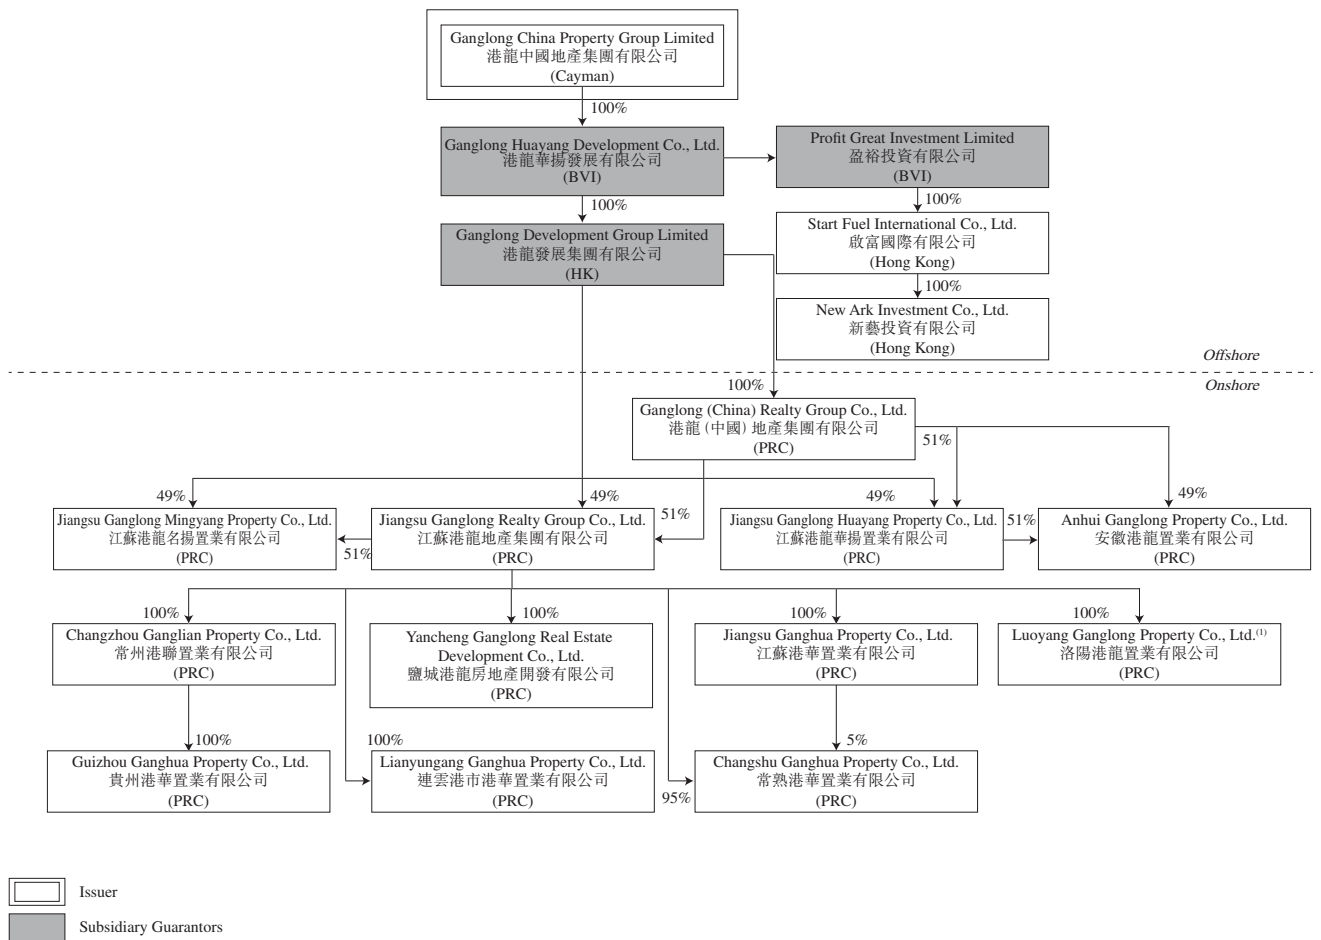 Ganglong China Property Group Limited
港龍中國地產集團有限公司
(Cayman)
100%
Ganglong Huayang Development Co., Ltd.
港龍華揚發展有限公司
(BVI)
Profit Great Investment Limited
盈裕投資有限公司
(BVI)
100%
100%
Ganglong Development Group Limited
港龍發展集團有限公司
(HK)
Start Fuel International Co., Ltd.
啟富國際有限公司
(Hong Kong)
100%
New Ark Investment Co., Ltd.
新藝投資有限公司
(Hong Kong)
Offshore
Onshore
100%
Ganglong (China) Realty Group Co., Ltd.
港龍(中國)地產集團有限公司
(PRC)
51%
49%
49%
49%
49%
Jiangsu Ganglong Mingyang Property Co., Ltd.
江蘇港龍名揚置業有限公司
(PRC)
51%
Jiangsu Ganglong Realty Group Co., Ltd.
江蘇港龍地產集團有限公司
(PRC)
51%
Jiangsu Ganglong Huayang Property Co., Ltd.
江蘇港龍華揚置業有限公司
(PRC)
51%
Anhui Ganglong Property Co., Ltd.
安徽港龍置業有限公司
(PRC)
100%
100%
100%
100%
Changzhou Ganglian Property Co., Ltd.
常州港聯置業有限公司
(PRC)
Yancheng Ganglong Real Estate
Development Co., Ltd.
鹽城港龍房地產開發有限公司
(PRC)
Jiangsu Ganghua Property Co., Ltd.
江蘇港華置業有限公司
(PRC)
Luoyang Ganglong Property Co., Ltd.(1)
洛陽港龍置業有限公司
(PRC)
100%
100%
5%
Guizhou Ganghua Property Co., Ltd.
貴州港華置業有限公司
(PRC)
Lianyungang Ganghua Property Co., Ltd.
連雲港市港華置業有限公司
(PRC)
95%
Changshu Ganghua Property Co., Ltd.
常熟港華置業有限公司
(PRC)
Issuer
Subsidiary Guarantors